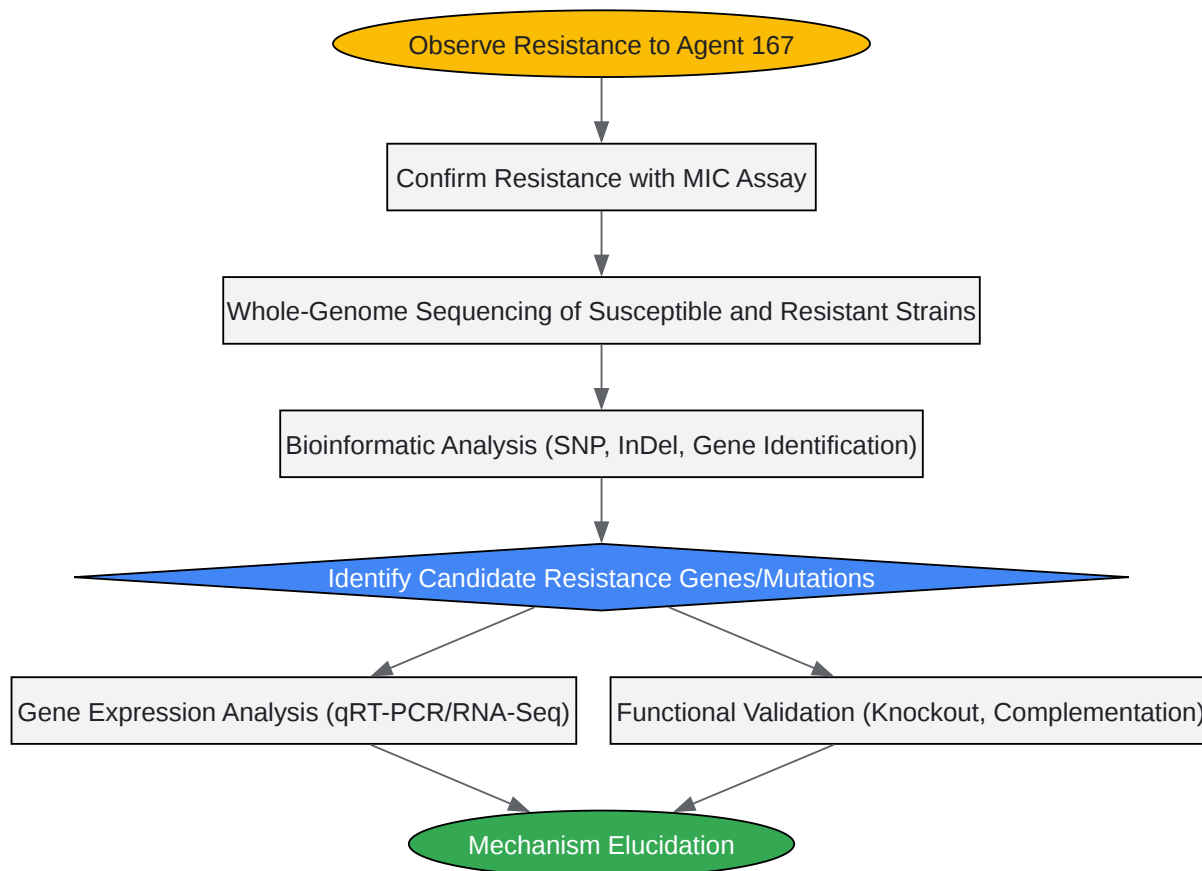 Observe Resistance to Agent 167
Confirm Resistance with MIC Assay
Whole-Genome Sequencing of Susceptible and Resistant Strains
Bioinformatic Analysis (SNP, InDel, Gene Identification)
Identify Candidate Resistance Genes/Mutations
Gene Expression Analysis (qRT-PCR/RNA-Seq)
Functional Validation (Knockout, Complementation)
Mechanism Elucidation